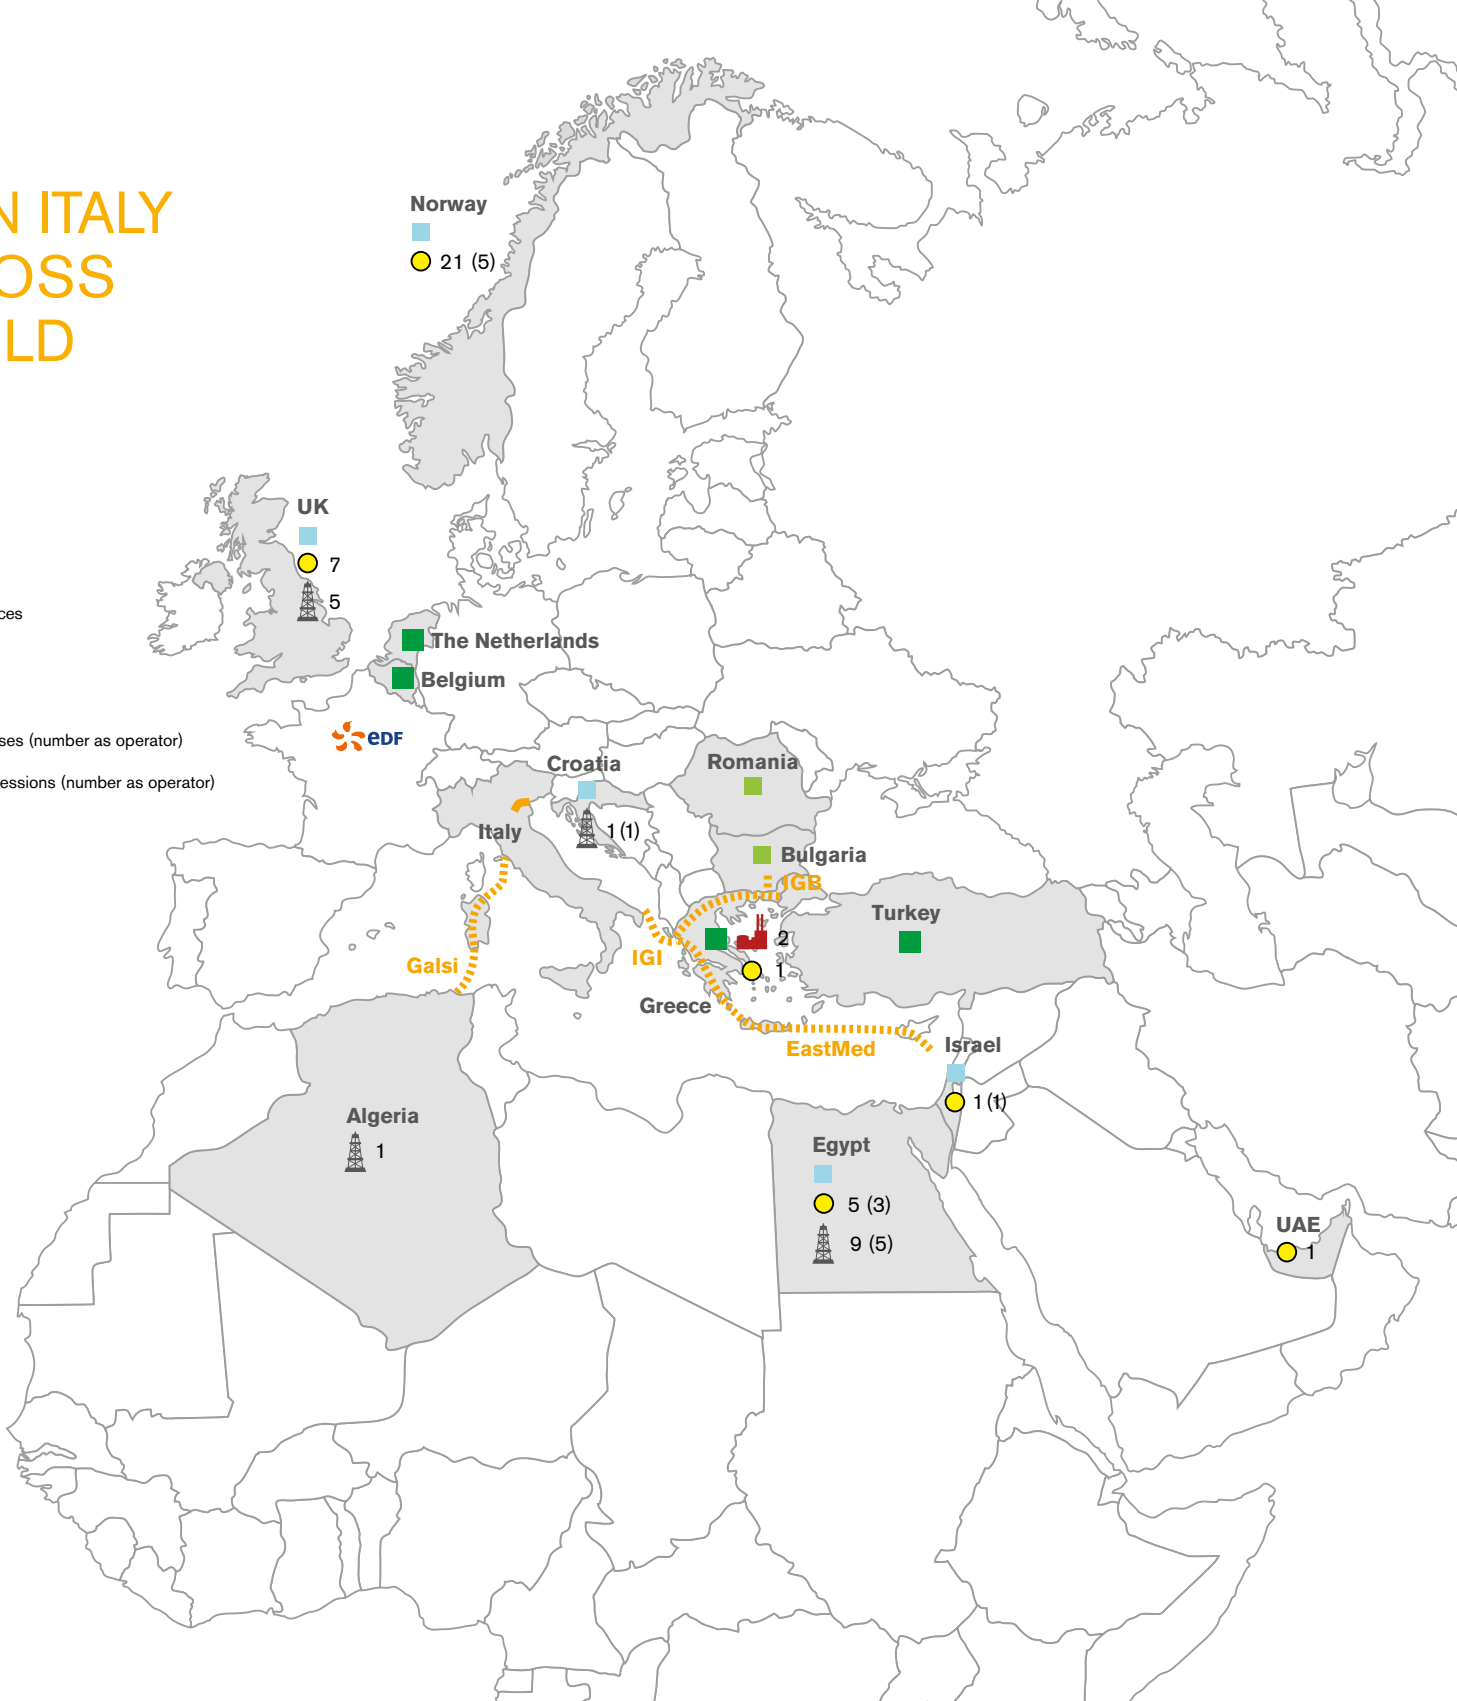 N ITALY
OSS
LD
Norway
21 (5)
UK
7
5
ces
The Netherlands
Belgium
ses (number as operator)
eDF
essions (number as operator)
Croatia
1 (1)
Romania
Italy
Bulgaria
IGB
Turkey
2
1
IGI
Galsi
Greece
EastMed
Israel
1 (1)
Algeria
1
Egypt
5 (3)
9 (5)
UAE
1